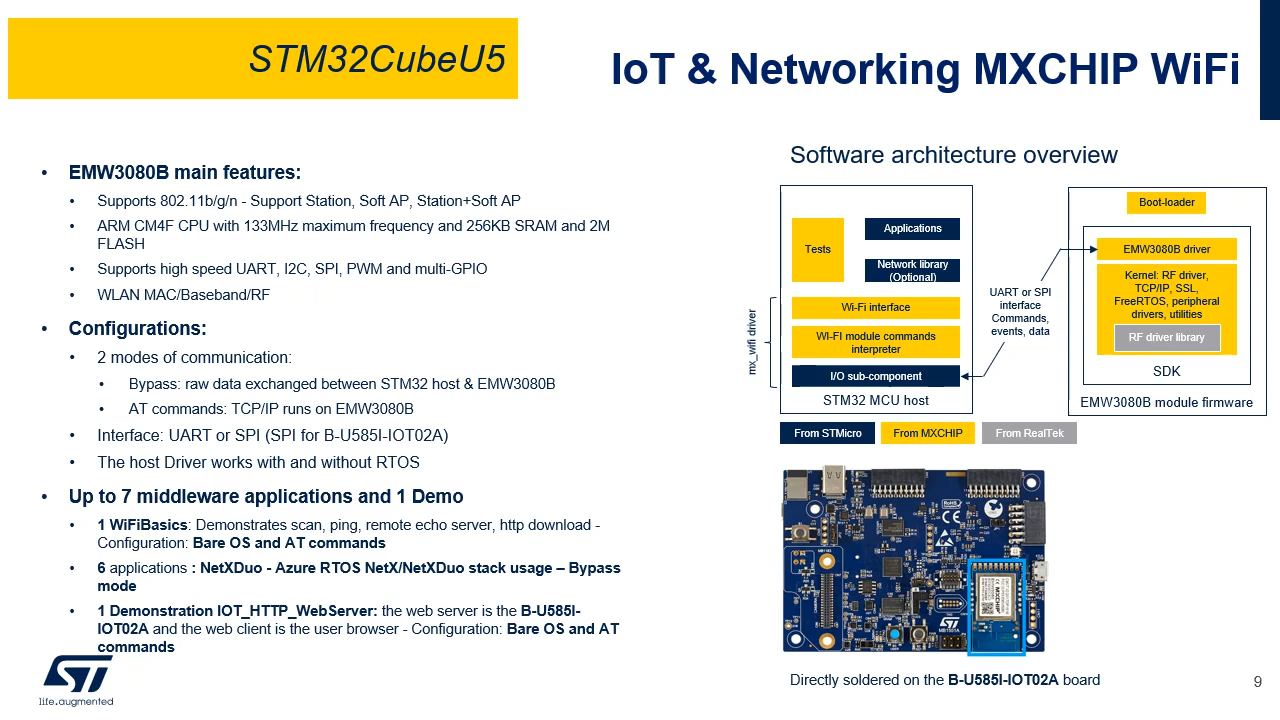 STM32CubeU5
IoT & Networking MXCHIP WiFi
• EMW3080B main features:
• Supports 802.11b/g/n - Support Station, Soft AP, Station+Soft AP
• ARM CM4F CPU with 133MHz maximum frequency and 256KB SRAM and 2M
FLASH
• Supports high speed UART, I2C, SPI, PWM and multi-GPIO
• WLAN MAC/Baseband/RF
• Configurations:
• 2 modes of communication:
• Bypass: raw data exchanged between STM32 host & EMW3080B
• AT commands: TCP/IP runs on EMW3080B
• Interface: UART or SPI (SPI for B-U585I-IOT02A)
• The host Driver works with and without RTOS
• Up to 7 middleware applications and 1 Demo
• 1 WiFiBasics: Demonstrates scan, ping, remote echo server, http download -
Configuration: Bare OS and AT commands
• 6 applications : NetXDuo - Azure RTOS NetX/NetXDuo stack usage – Bypass
mode
• 1 Demonstration IOT_HTTP_WebServer: the web server is the B-U585I-
IOT02A and the web client is the user browser - Configuration: Bare OS and AT
commands
Software architecture overview
Tests
Applications
Network library
(Optional)
Wi-Fi interface
WI-FI module commands
interpreter
I/O sub-component
mx_wifi driver
STM32 MCU host
UART or SPI
interface
Commands,
events, data
Boot-loader
EMW3080B driver
Kernel: RF driver,
TCP/IP, SSL,
FreeRTOS, peripheral
drivers, utilities
RF driver library
SDK
EMW3080B module firmware
From STMicro
From MXCHIP
From RealTek
RoHS
CE
MXCHIP
ST
MB1551A
Directly soldered on the B-U585I-IOT02A board
ST
life.augmented
9